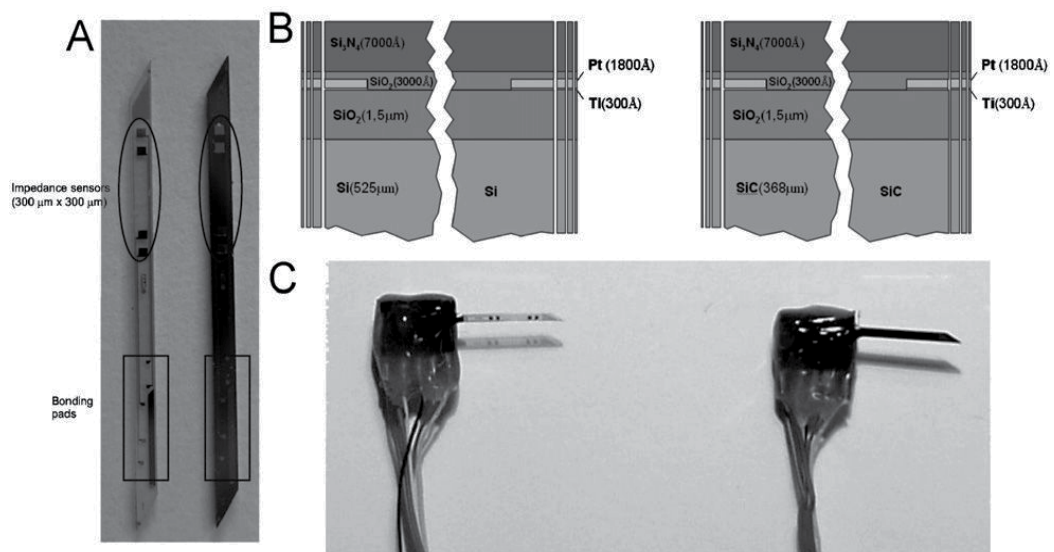 A
Impedance sensors
(300 µm x 300 µm)
Bonding
pads
B
Si₃N₄(7000Å)
SiO₂(3000Å)
Pt (1800Å)
Ti(300Å)
SiO₂(1,5µm)
Si(525µm)
Si
Si₃N₄(7000Å)
SiO₂(3000Å)
Pt (1800Å)
Ti(300Å)
SiO₂(1,5µm)
SiC(368µm)
SiC
C